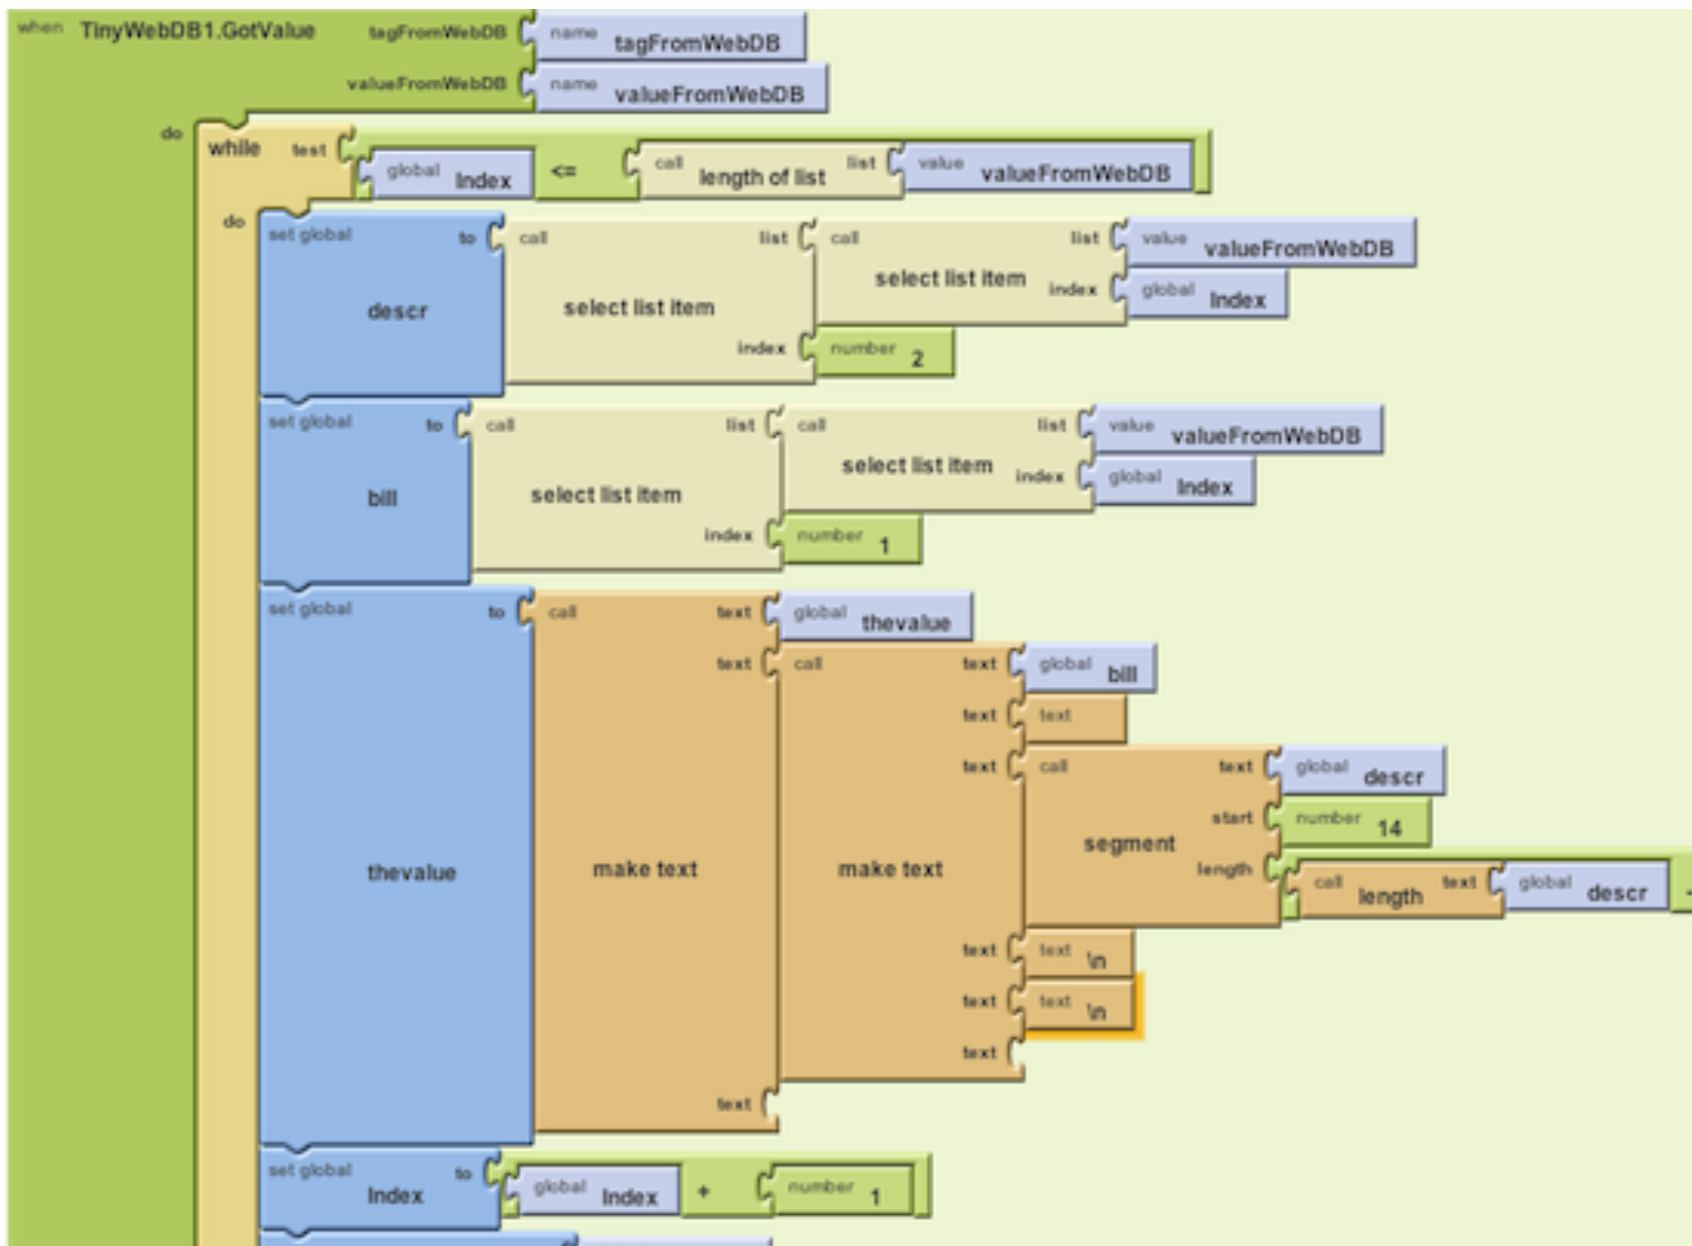 when TinyWebDB1.GotValue tagFromWebDB name tagFromWebDB
valueFromWebDB name valueFromWebDB
do while test global Index <= call length of list list value valueFromWebDB
do set global descr to call select list item list call select list item list value valueFromWebDB
index global Index
index number 2
set global bill to call select list item list call select list item list value valueFromWebDB
index global Index
index number 1
set global thevalue to call make text text global thevalue
text call make text text global bill
text text
text call segment text global descr
start number 14
length call length text global descr -
text text \n
text text \n
text
text
set global Index to global Index + number 1